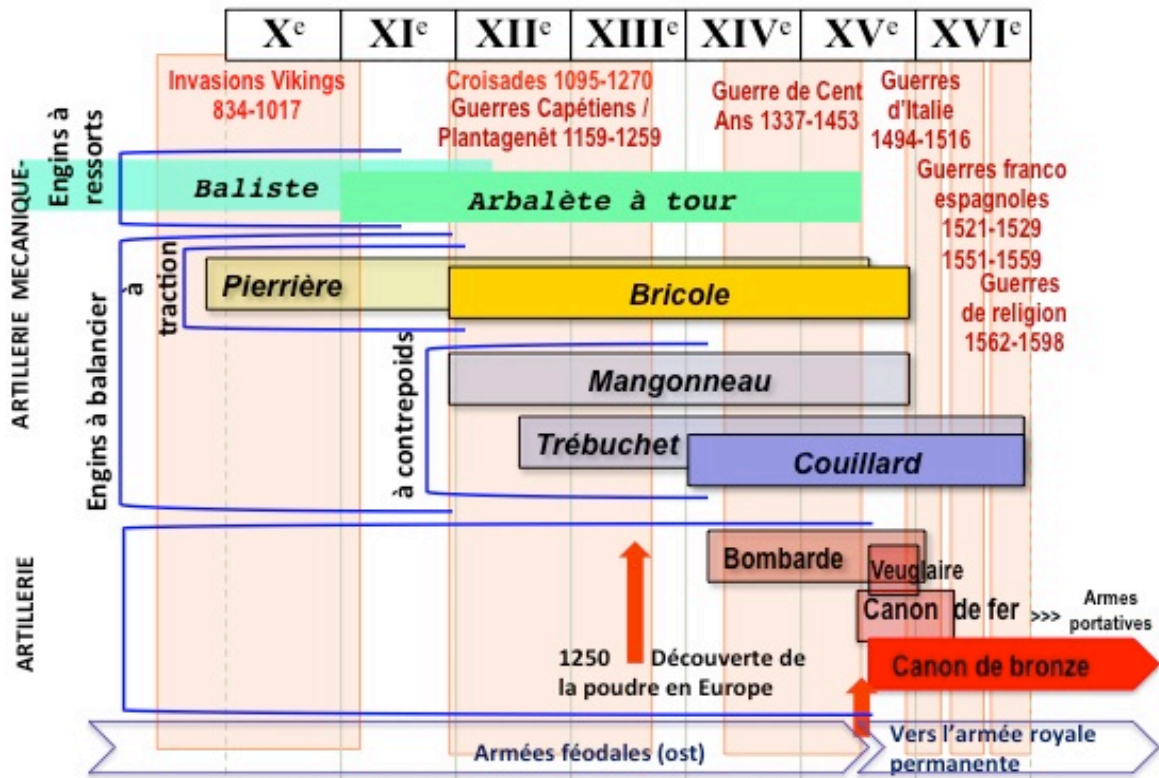 Xᵉ XIᵉ XIIᵉ XIIIᵉ XIVᵉ XVᵉ XVIᵉ
Invasions Vikings
834-1017
Croisades 1095-1270
Guerres Capétiens /
Plantagenêt 1159-1259
Guerre de Cent
Ans 1337-1453
Guerres
d'Italie
1494-1516
Guerres franco
espagnoles
1521-1529
1551-1559
Guerres
de religion
1562-1598
ARTILLERIE MECANIQUE-
Engins à
ressorts
Baliste
Arbalète à tour
Engins à balancier
à
traction
Pierrière
Bricole
à contrepoids
Mangonneau
Trébuchet
Couillard
ARTILLERIE
Bombarde
Veuglaire
Canon de fer >>> Armes
portatives
Canon de bronze
1250 Découverte de
la poudre en Europe
Armées féodales (ost)
Vers l'armée royale
permanente